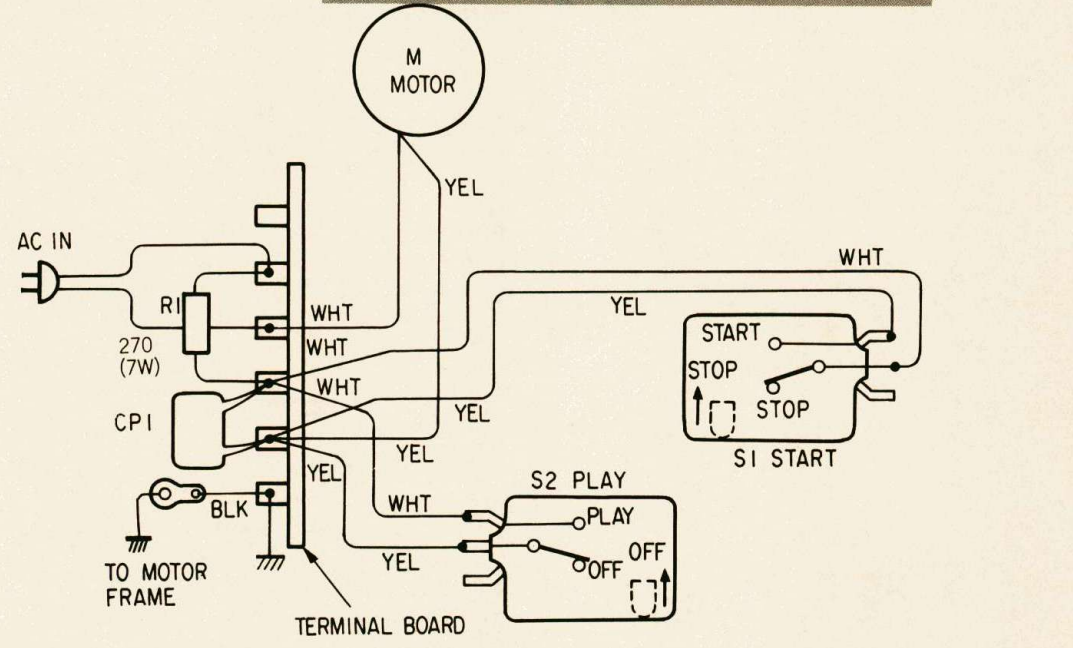 M
MOTOR
YEL
AC IN
WHT
R1
WHT
YEL
270
(7W)
WHT
START
STOP
WHT
CP1
YEL
STOP
YEL
S1 START
YEL
S2 PLAY
WHT
PLAY
BLK
OFF
YEL
OFF
TO MOTOR
FRAME
TERMINAL BOARD